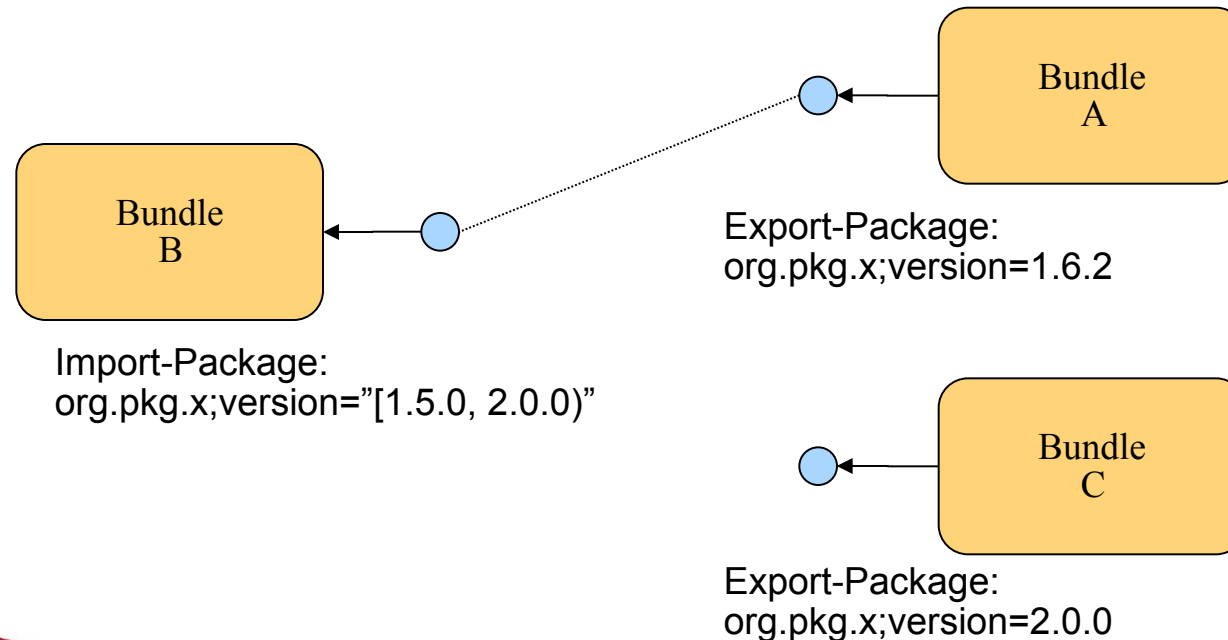 Bundle
A
Bundle
B
Export-Package:
org.pkg.x;version=1.6.2
Import-Package:
org.pkg.x;version=”[1.5.0, 2.0.0)”
Bundle
C
Export-Package:
org.pkg.x;version=2.0.0